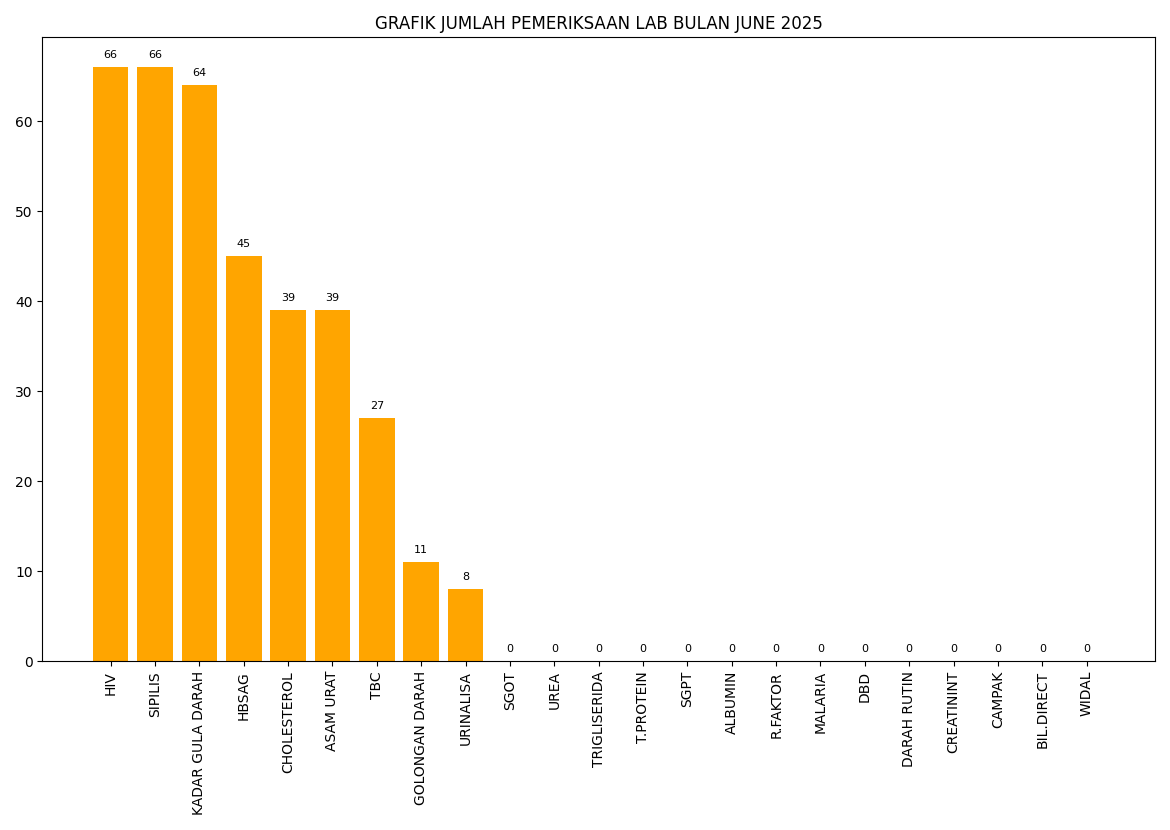 GRAFIK JUMLAH PEMERIKSAAN LAB BULAN JUNE 2025
66
66
64
45
39
39
27
11
8
0
0
0
0
0
0
0
0
0
0
0
0
0
0
60
50
40
30
20
10
0
HIV
SIPILIS
KADAR GULA DARAH
HBSAG
CHOLESTEROL
ASAM URAT
TBC
GOLONGAN DARAH
URINALISA
SGOT
UREA
TRIGLISERIDA
T.PROTEIN
SGPT
ALBUMIN
R.FAKTOR
MALARIA
DBD
DARAH RUTIN
CREATININT
CAMPAK
BIL.DIRECT
WIDAL